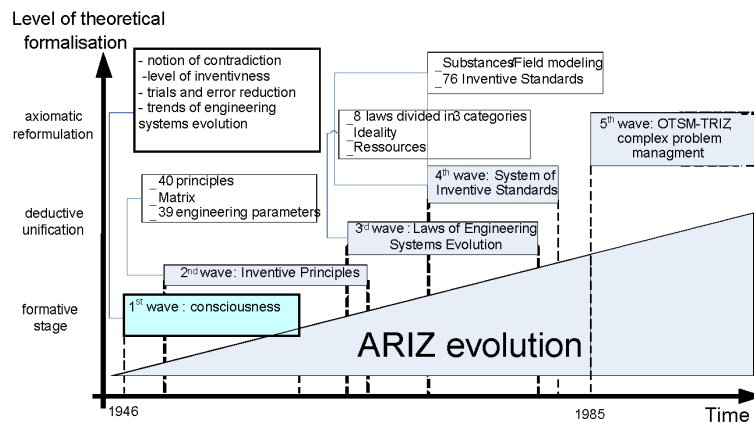 Level of theoretical
formalisation
- notion of contradiction
-level of inventivness
- trials and error reduction
- trends of engineering
systems evolution
_Substances/Field modeling
_76 Inventive Standards
axiomatic
reformulation
_8 laws divided in3 categories
_Ideality
_Ressources
5th wave: OTSM-TRIZ,
complex problem
managment
_40 principles
_Matrix
_39 engineering parameters
4th wave: System of
Inventive Standards
deductive
unification
3rd wave : Laws of Engineering
Systems Evolution
2nd wave: Inventive Principles
1st wave : consciousness
formative
stage
ARIZ evolution
1946
1985
Time